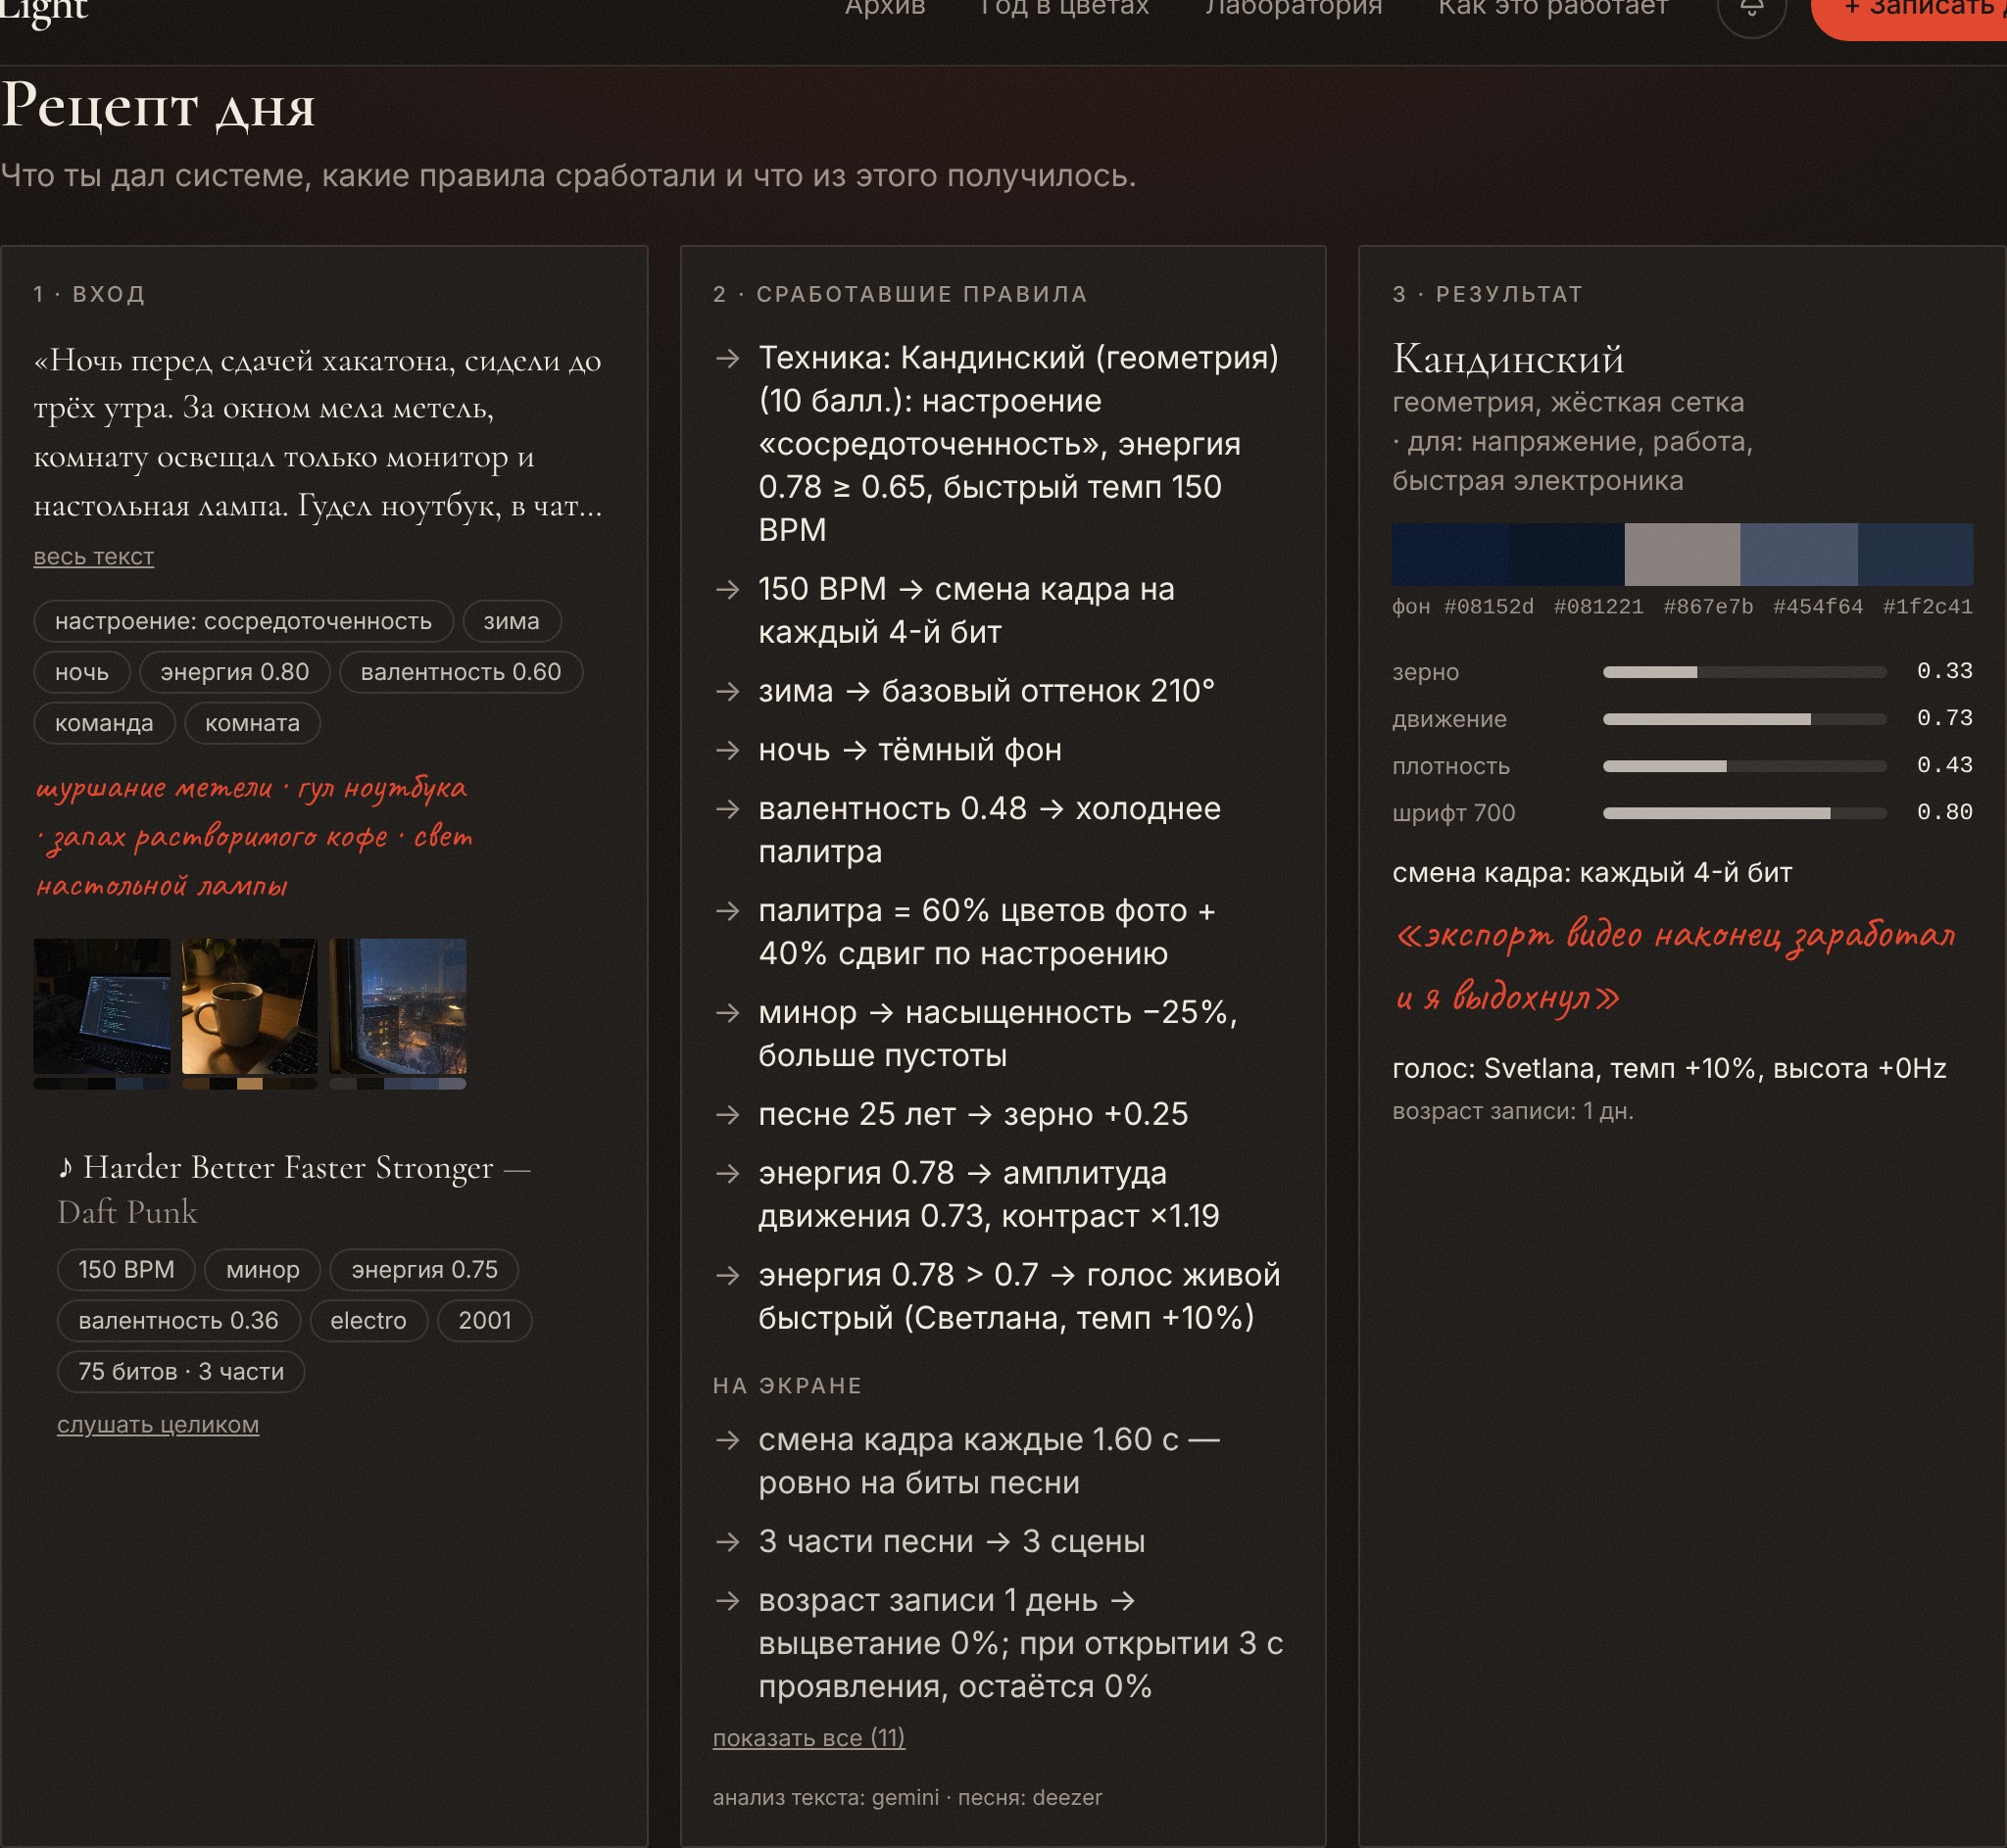 Light
Архив
Год в цветах
Лаборатория
Как это работает
+ Записать
Рецепт дня
Что ты дал системе, какие правила сработали и что из этого получилось.
1 · ВХОД
«Ночь перед сдачей хакатона, сидели до
трёх утра. За окном мела метель,
комнату освещал только монитор и
настольная лампа. Гудел ноутбук, в чат...
весь текст
настроение: сосредоточенность
зима
ночь
энергия 0.80
валентность 0.60
команда
комната
шуршание метели · гул ноутбука
· запах растворимого кофе · свет
настольной лампы
♪ Harder Better Faster Stronger —
Daft Punk
150 BPM
минор
энергия 0.75
валентность 0.36
electro
2001
75 битов · 3 части
слушать целиком
2 · СРАБОТАВШИЕ ПРАВИЛА
→ Техника: Кандинский (геометрия)
(10 балл.): настроение
«сосредоточенность», энергия
0.78 ≥ 0.65, быстрый темп 150
BPM
→ 150 BPM → смена кадра на
каждый 4-й бит
→ зима → базовый оттенок 210°
→ ночь → тёмный фон
→ валентность 0.48 → холоднее
палитра
→ палитра = 60% цветов фото +
40% сдвиг по настроению
→ минор → насыщенность −25%,
больше пустоты
→ песне 25 лет → зерно +0.25
→ энергия 0.78 → амплитуда
движения 0.73, контраст ×1.19
→ энергия 0.78 > 0.7 → голос живой
быстрый (Светлана, темп +10%)
НА ЭКРАНЕ
→ смена кадра каждые 1.60 с —
ровно на биты песни
→ 3 части песни → 3 сцены
→ возраст записи 1 день →
выцветание 0%; при открытии 3 с
проявления, остаётся 0%
показать все (11)
анализ текста: gemini · песня: deezer
3 · РЕЗУЛЬТАТ
Кандинский
геометрия, жёсткая сетка
· для: напряжение, работа,
быстрая электроника
фон #08152d #081221 #867e7b #454f64 #1f2c41
зерно 0.33
движение 0.73
плотность 0.43
шрифт 700 0.80
смена кадра: каждый 4-й бит
«экспорт видео наконец заработал
и я выдохнул»
голос: Svetlana, темп +10%, высота +0Hz
возраст записи: 1 дн.